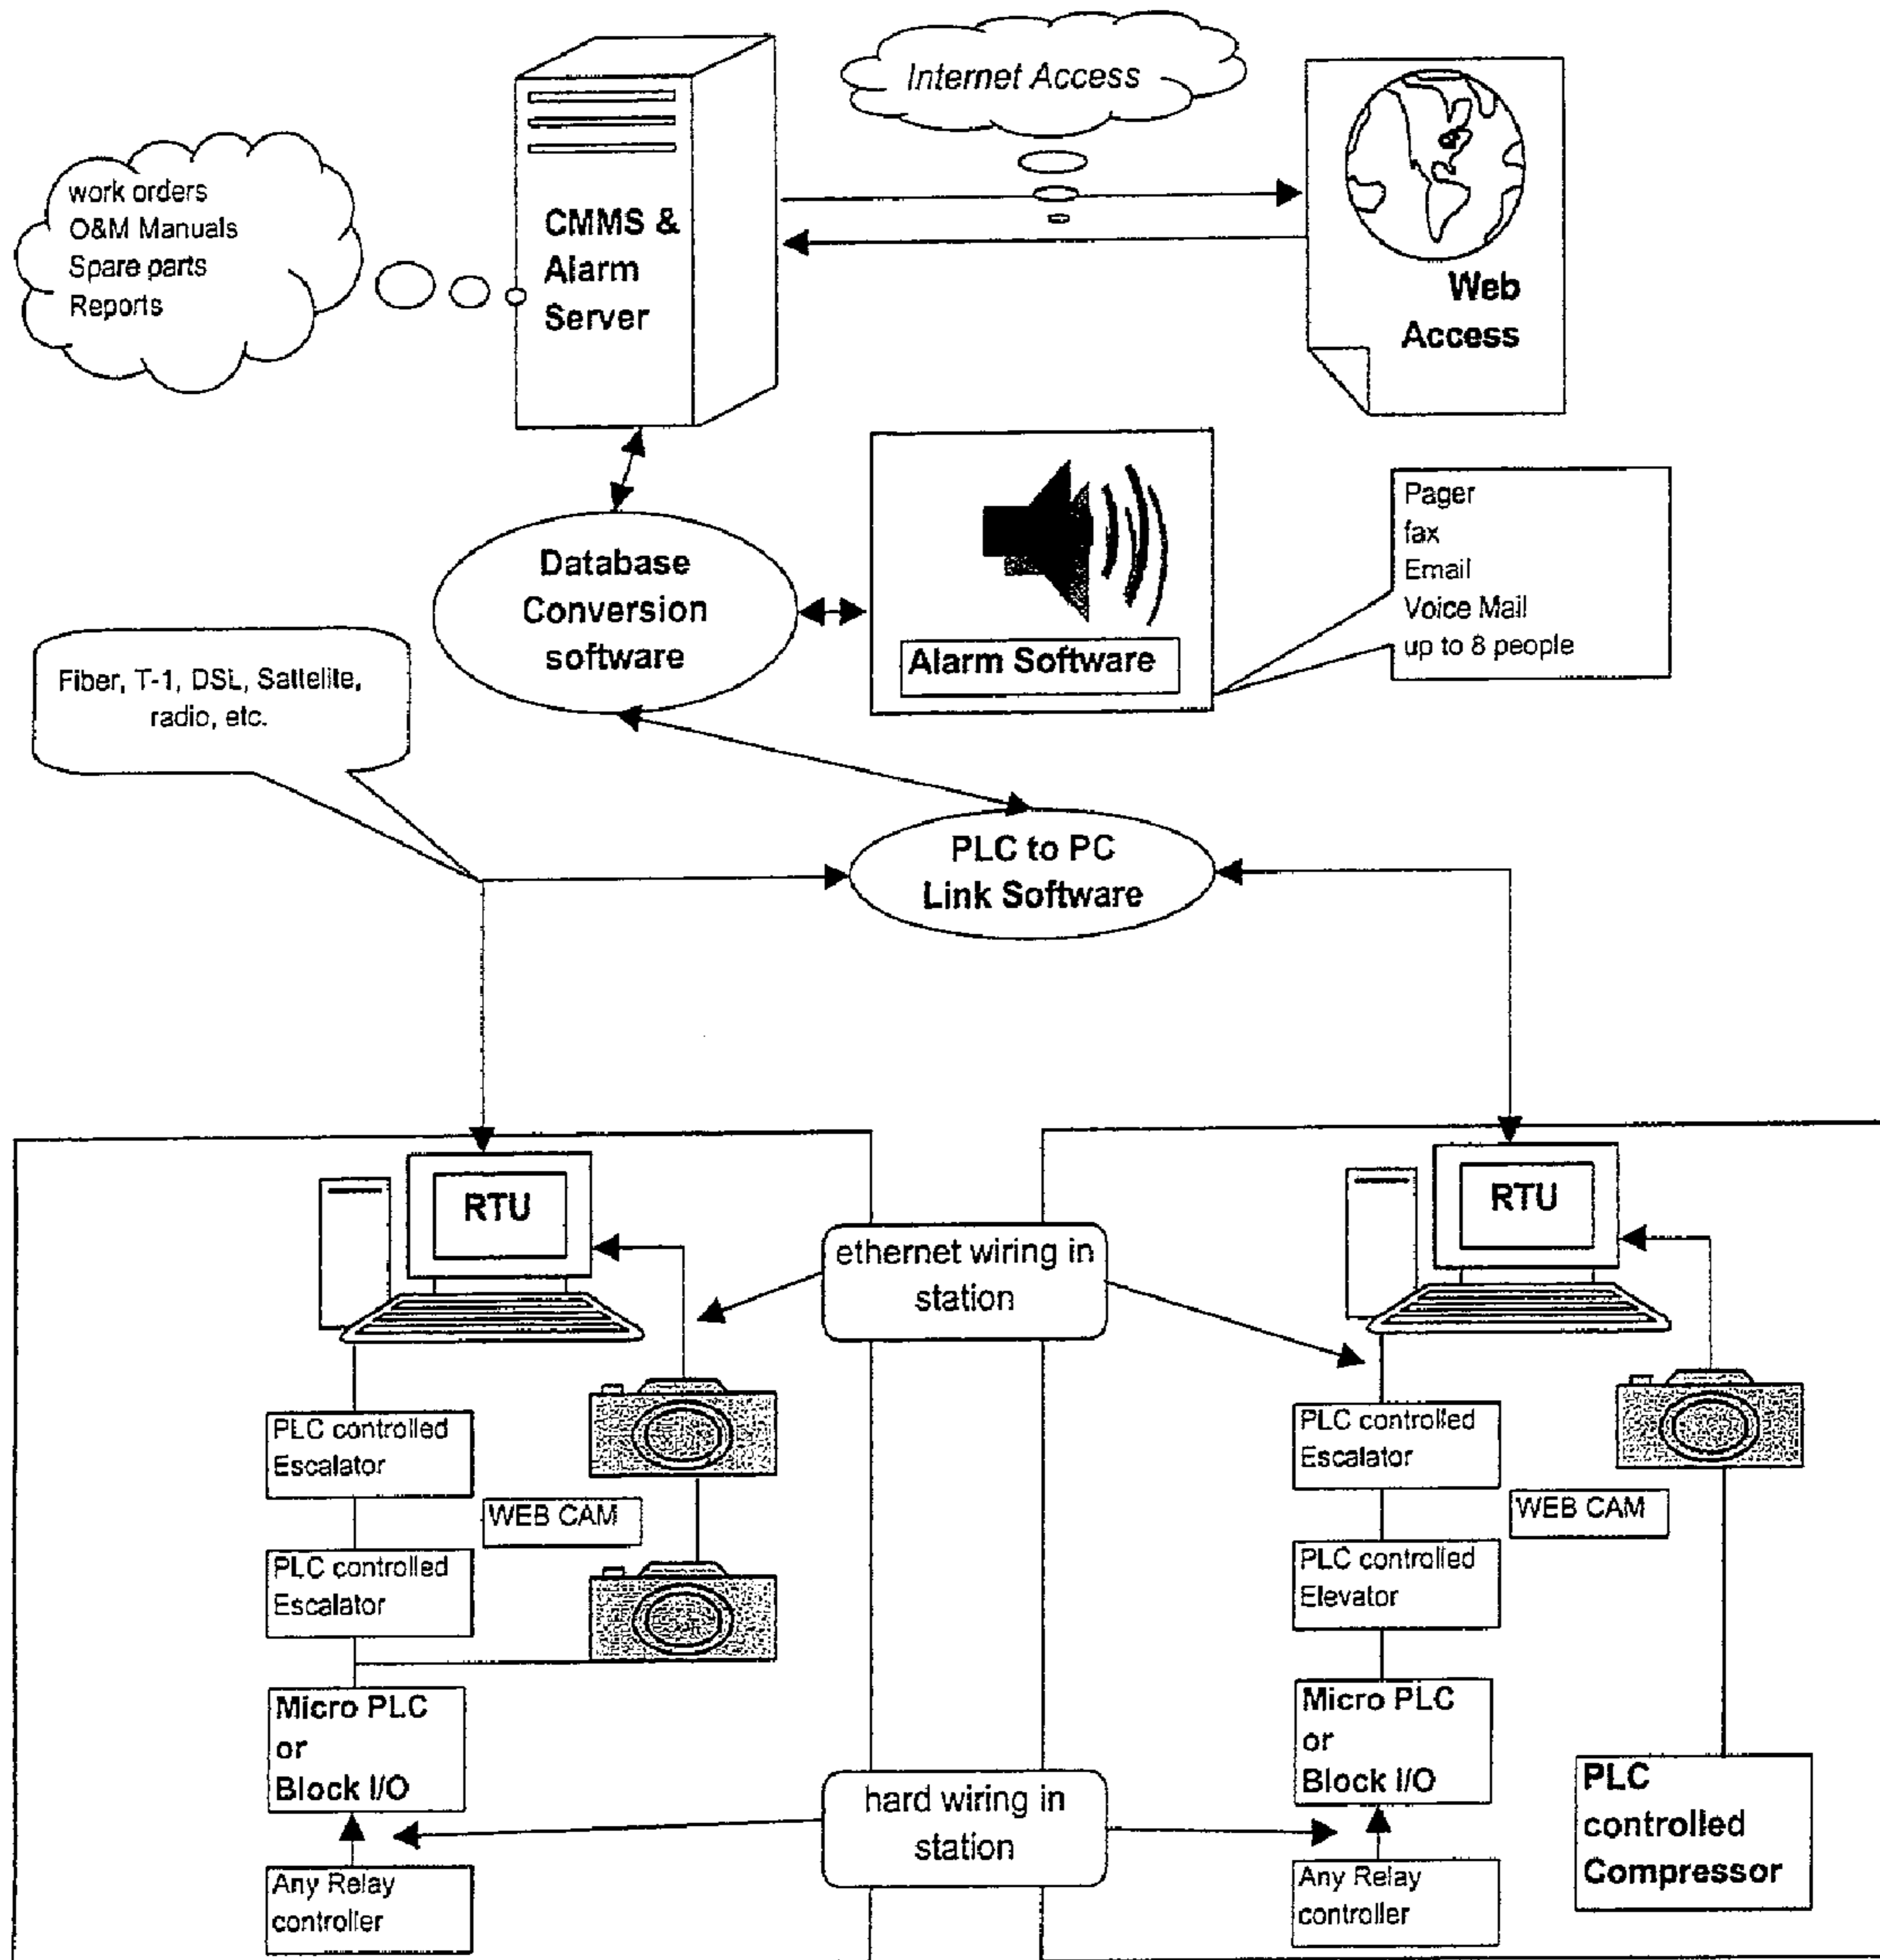 Internet Access
work orders
O&M Manuals
Spare parts
Reports
CMMS &
Alarm
Server
Web
Access
Database
Conversion
software
Alarm Software
Pager
fax
Email
Voice Mail
up to 8 people
Fiber, T-1, DSL, Sattelite,
radio, etc.
PLC to PC
Link Software
RTU
RTU
ethernet wiring in
station
PLC controlled
Escalator
WEB CAM
PLC controlled
Escalator
Micro PLC
or
Block I/O
Any Relay
controller
hard wiring in
station
PLC controlled
Escalator
WEB CAM
PLC controlled
Elevator
Micro PLC
or
Block I/O
Any Relay
controller
PLC
controlled
Compressor